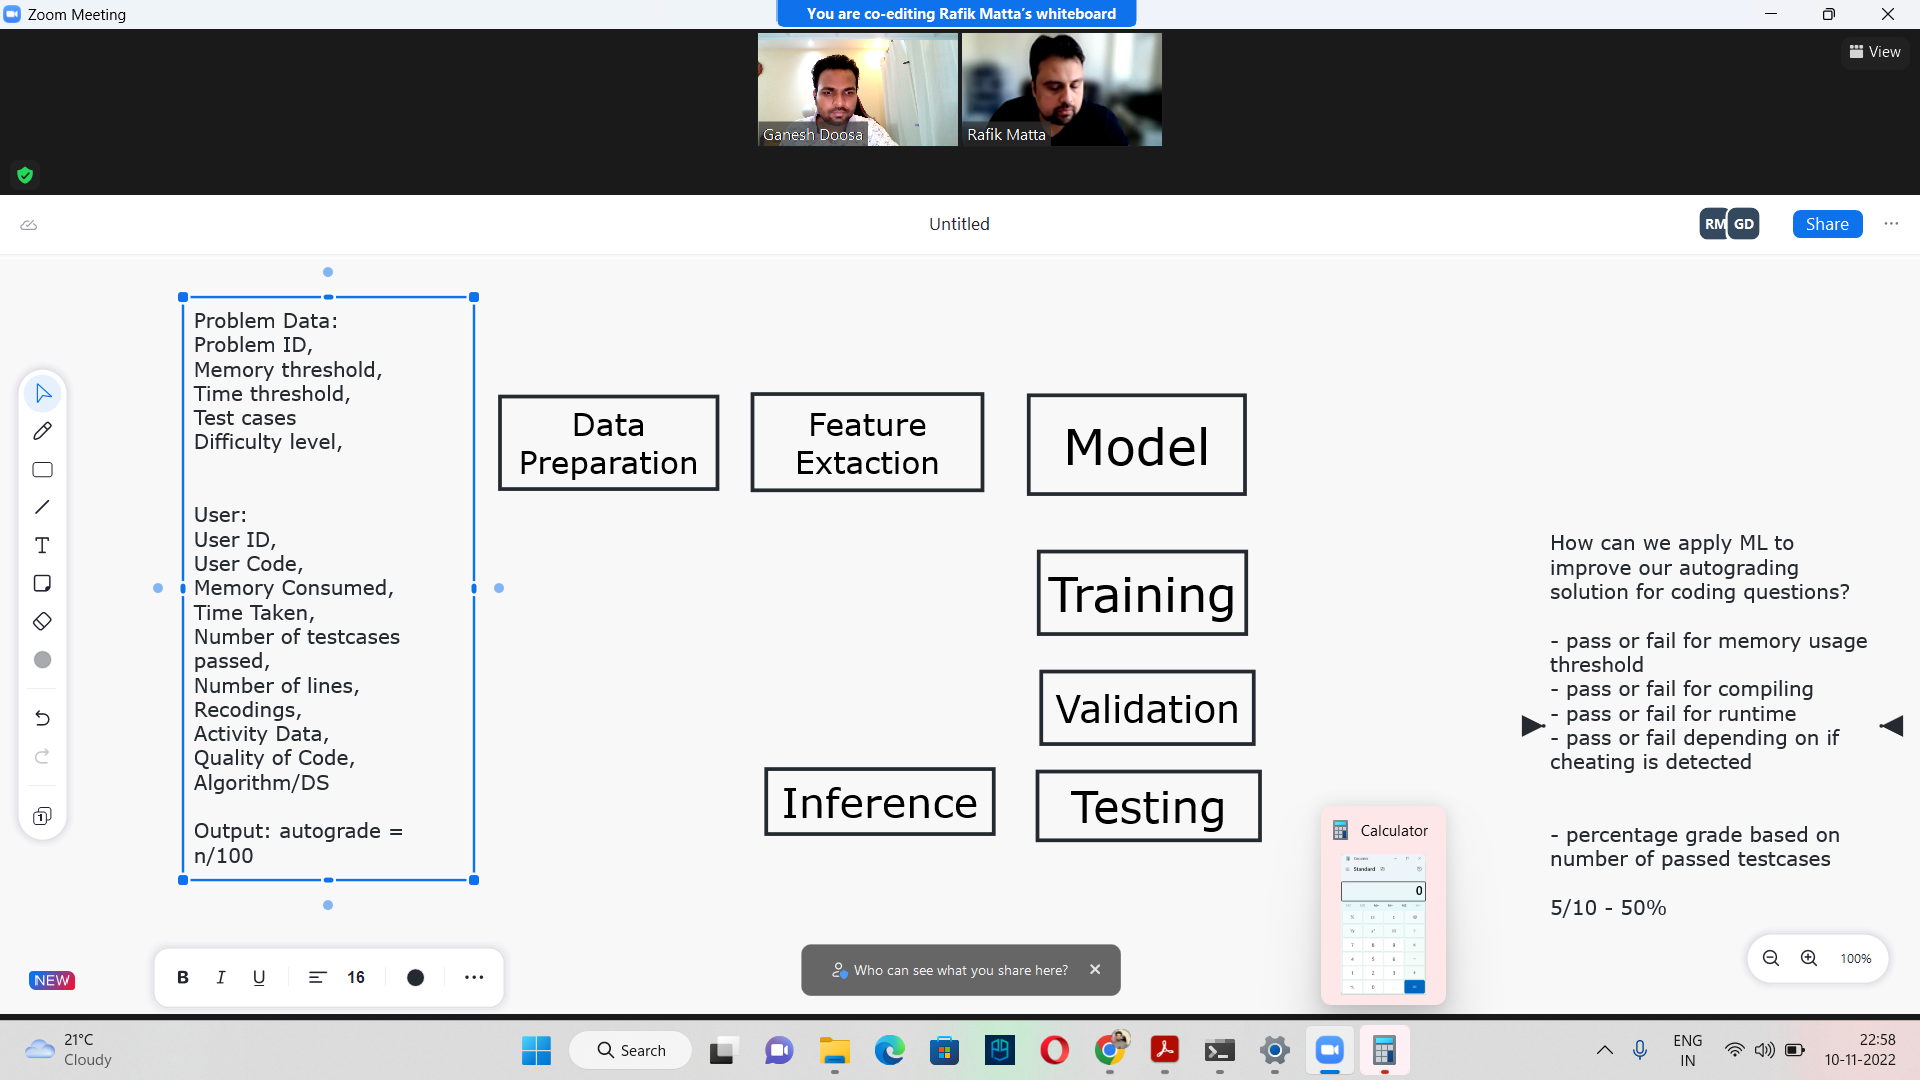 Zoom Meeting
You are co-editing Rafik Matta's whiteboard
View
Ganesh Doosa
Rafik Matta
Untitled
RM
GD
Share
Problem Data:
Problem ID,
Memory threshold,
Time threshold,
Test cases
Difficulty level,
User:
User ID,
User Code,
Memory Consumed,
Time Taken,
Number of testcases
passed,
Number of lines,
Recodings,
Activity Data,
Quality of Code,
Algorithm/DS
Output: autograde =
n/100
Data
Preparation
Feature
Extaction
Model
Training
Validation
Testing
Inference
How can we apply ML to
improve our autograding
solution for coding questions?
- pass or fail for memory usage
threshold
- pass or fail for compiling
- pass or fail for runtime
- pass or fail depending on if
cheating is detected
- percentage grade based on
number of passed testcases
5/10 - 50%
Calculator
Standard
0
NEW
B I U 16
Who can see what you share here?
100%
21°C
Cloudy
Search
ENG
IN
22:58
10-11-2022